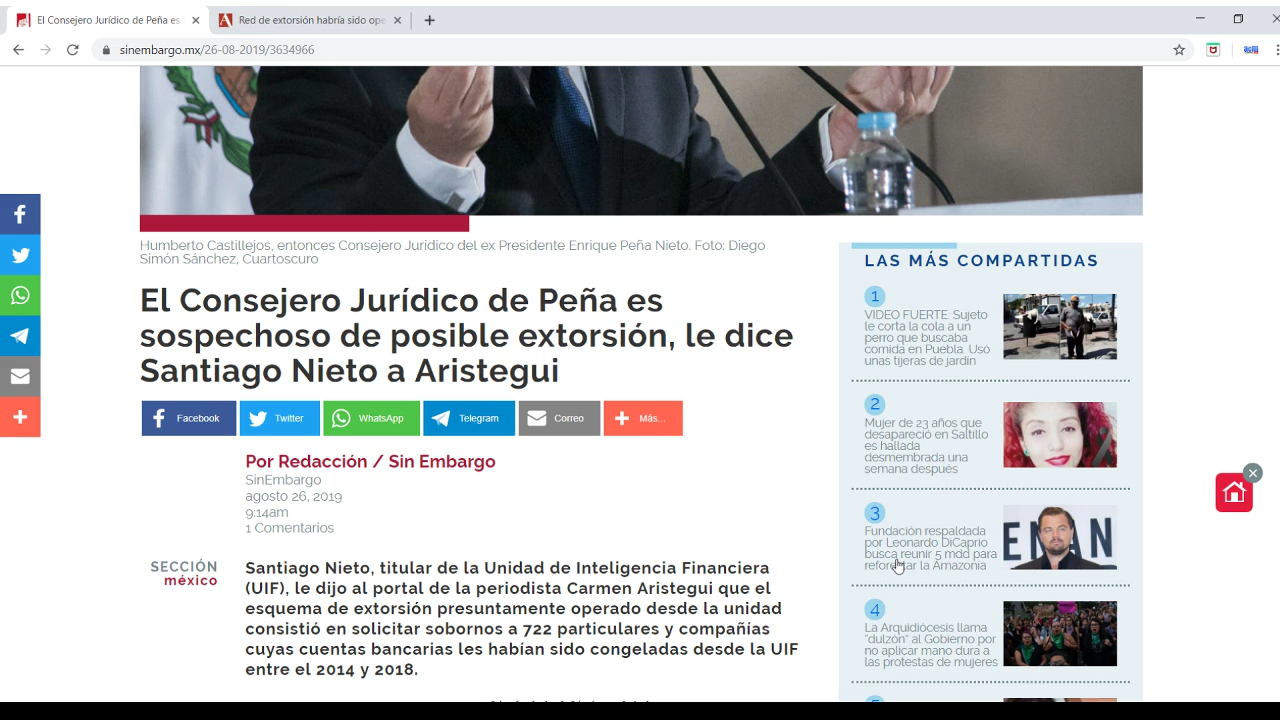 El Consejero Jurídico de Peña es
Red de extorsión habría sido ope
sinembargo.mx/26-08-2019/3634966
Humberto Castillejos, entonces Consejero Jurídico del ex Presidente Enrique Peña Nieto. Foto: Diego
Simón Sánchez, Cuartoscuro
El Consejero Jurídico de Peña es
sospechoso de posible extorsión, le dice
Santiago Nieto a Aristegui
Facebook
Twitter
WhatsApp
Telegram
Correo
Más...
Por Redacción / Sin Embargo
SinEmbargo
agosto 26, 2019
9:14am
1 Comentarios
SECCIÓN
méxico
Santiago Nieto, titular de la Unidad de Inteligencia Financiera
(UIF), le dijo al portal de la periodista Carmen Aristegui que el
esquema de extorsión presuntamente operado desde la unidad
consistió en solicitar sobornos a 722 particulares y compañías
cuyas cuentas bancarias les habían sido congeladas desde la UIF
entre el 2014 y 2018.
LAS MÁS COMPARTIDAS
1
VIDEO FUERTE: Sujeto
le corta la cola a un
perro que buscaba
comida en Puebla. Usó
unas tijeras de jardín
2
Mujer de 23 años que
desapareció en Saltillo
es hallada
desmembrada una
semana después
3
Fundación respaldada
por Leonardo DiCaprio
busca reunir 5 mdd para
reforestar la Amazonia
4
La Arquidiócesis llama
"dulzón" al Gobierno por
no aplicar mano dura a
las protestas de mujeres